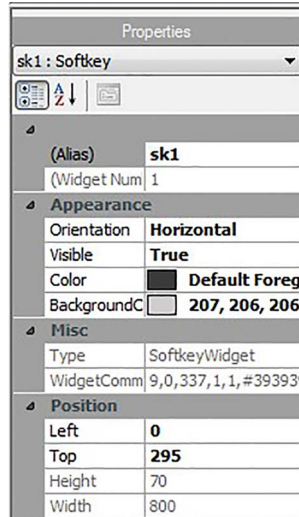 Properties
sk1 : Softkey
(Alias) sk1
(Widget Num 1
Appearance
Orientation Horizontal
Visible True
Color Default Foreg
BackgroundC 207, 206, 206
Misc
Type SoftkeyWidget
WidgetComm 9,0,337,1,1,#39393
Position
Left 0
Top 295
Height 70
Width 800